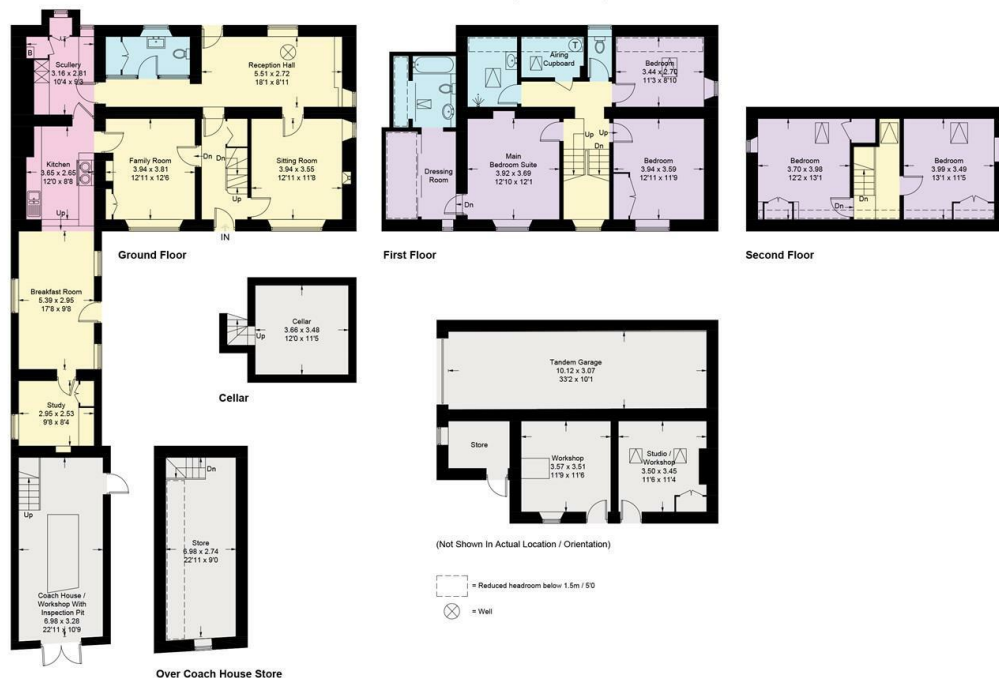 B
Scullery
3.16 x 2.81
10'4 x 9'3
Reception Hall
5.51 x 2.72
18'1 x 8'11
Kitchen
3.65 x 2.65
12'0 x 8'8
Up
Family Room
3.94 x 3.81
12'11 x 12'6
Dn
Dn
Up
Sitting Room
3.94 x 3.55
12'11 x 11'8
IN
Ground Floor
Breakfast Room
5.39 x 2.95
17'8 x 9'8
Study
2.95 x 2.53
9'8 x 8'4
Up
Coach House /
Workshop With
Inspection Pit
6.98 x 3.28
22'11 x 10'9
Cellar
3.66 x 3.48
12'0 x 11'5
Up
Cellar
Dn
Store
6.98 x 2.74
22'11 x 9'0
Over Coach House Store
Airing
Cupboard
T
Bedroom
3.44 x 2.70
11'3 x 8'10
Dressing
Room
Dn
Main
Bedroom Suite
3.92 x 3.69
12'10 x 12'1
Up
Up
Dn
Bedroom
3.94 x 3.59
12'11 x 11'9
First Floor
Bedroom
3.70 x 3.98
12'2 x 13'1
Dn
Dn
Bedroom
3.99 x 3.49
13'1 x 11'5
Second Floor
Tandem Garage
10.12 x 3.07
33'2 x 10'1
Store
Workshop
3.57 x 3.51
11'9 x 11'6
Studio /
Workshop
3.50 x 3.45
11'6 x 11'4
(Not Shown In Actual Location / Orientation)
= Reduced headroom below 1.5m / 5'0
= Well